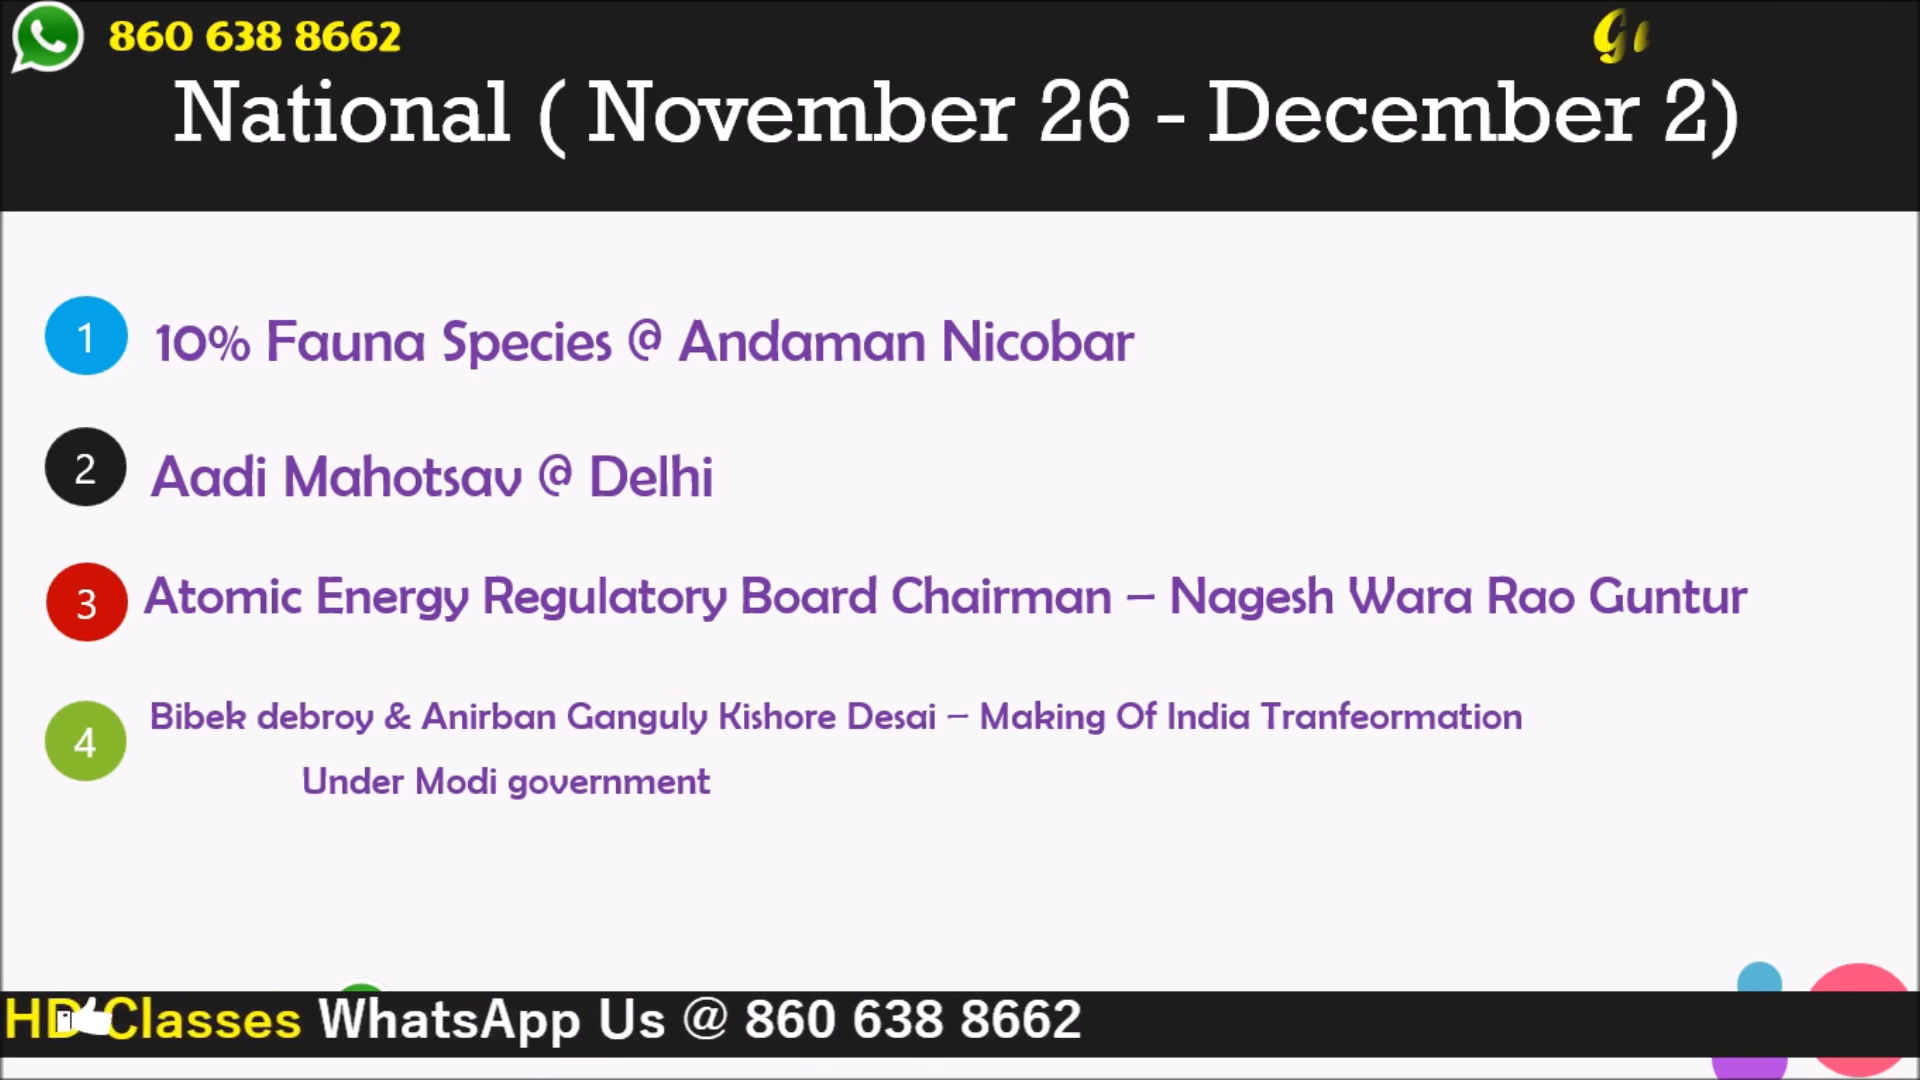 860 638 8662
National ( November 26 - December 2)
1 10% Fauna Species @ Andaman Nicobar
2 Aadi Mahotsav @ Delhi
3 Atomic Energy Regulatory Board Chairman – Nagesh Wara Rao Guntur
4 Bibek debroy & Anirban Ganguly Kishore Desai – Making Of India Tranfeormation
Under Modi government
HD Classes WhatsApp Us @ 860 638 8662